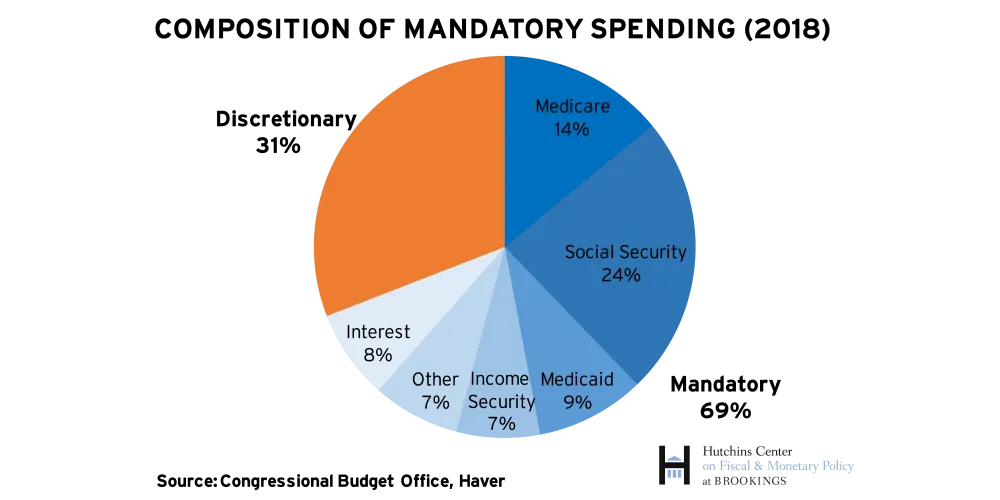 COMPOSITION OF MANDATORY SPENDING (2018)
Discretionary
31%
Medicare
14%
Social Security
24%
Interest
8%
Other
7%
Income
Security
7%
Medicaid
9%
Mandatory
69%
Source: Congressional Budget Office, Haver
Hutchins Center
on Fiscal & Monetary Policy
at BROOKINGS